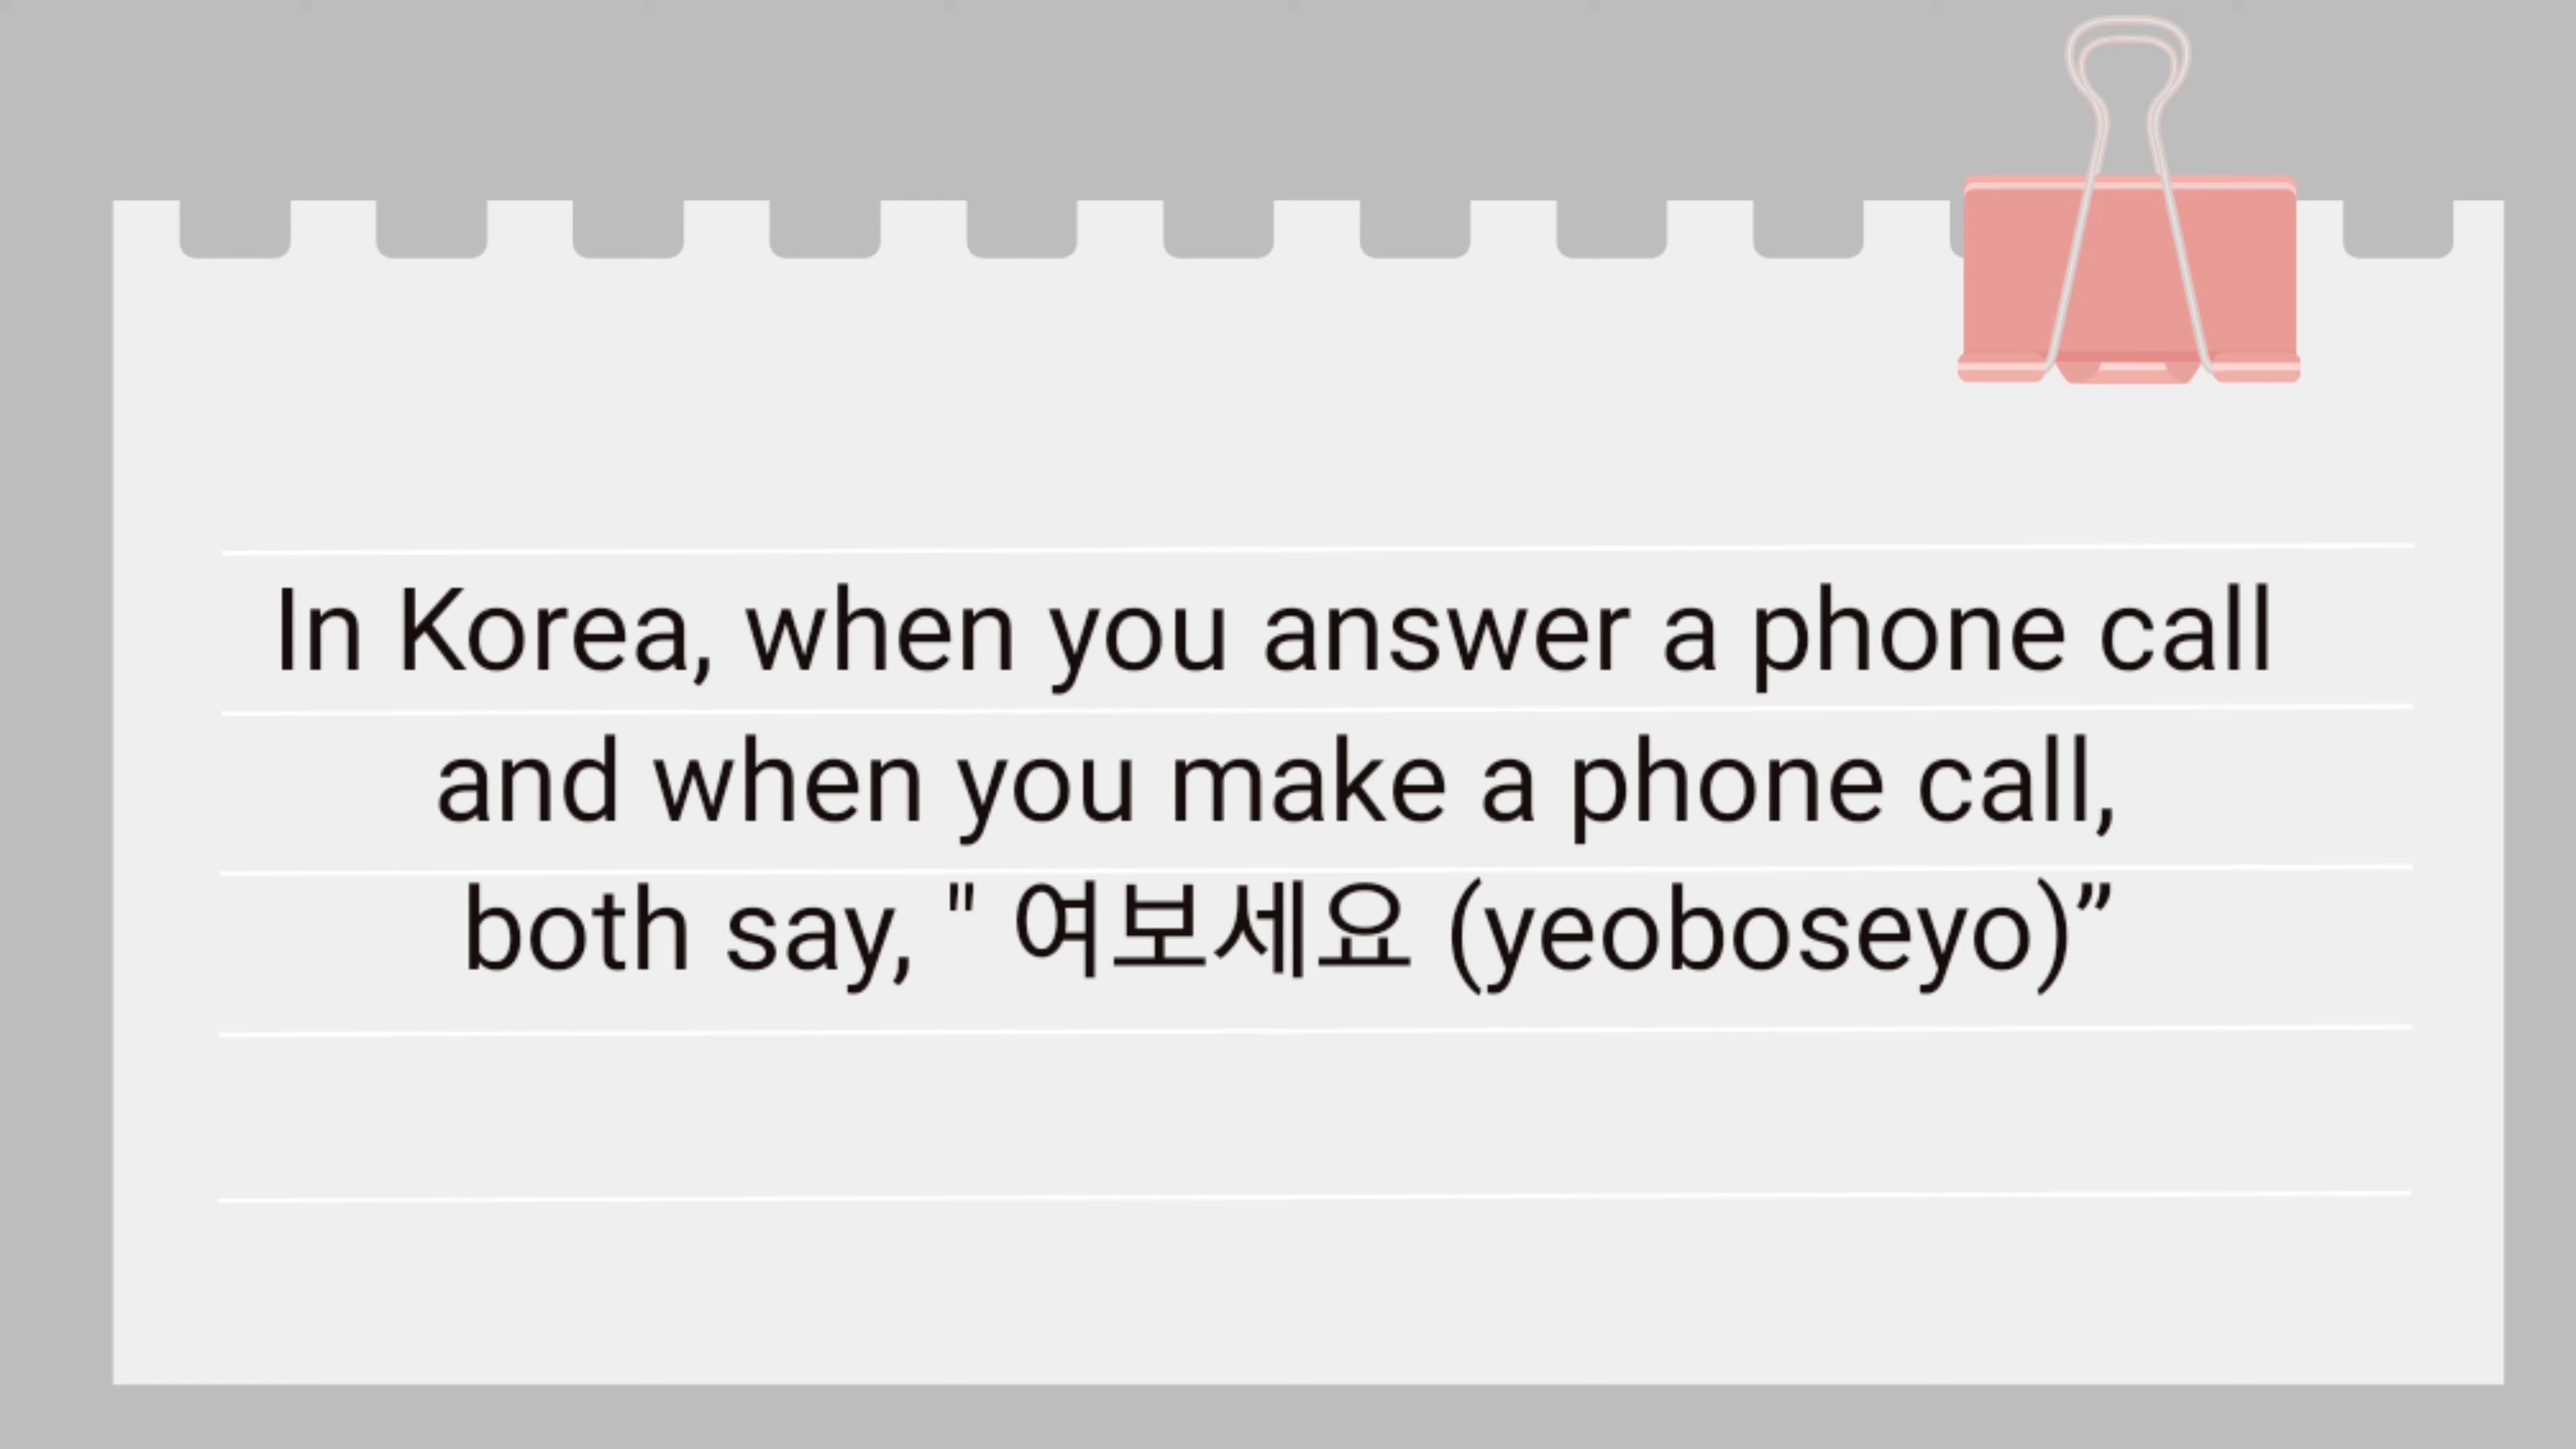 In Korea, when you answer a phone call
and when you make a phone call,
both say, " 여보세요 (yeoboseyo)”